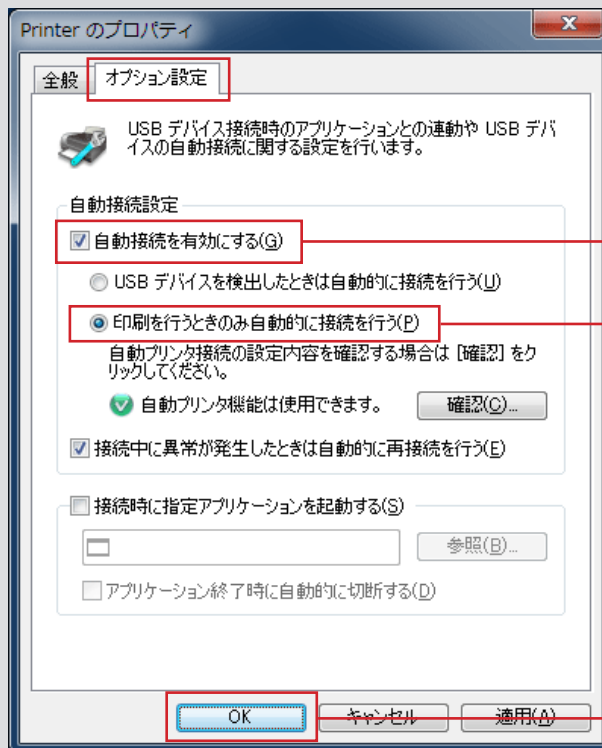 Printer のプロパティ
全般 オプション設定
USB デバイス接続時のアプリケーションとの連動や USB デバ
イスの自動接続に関する設定を行います。
自動接続設定
自動接続を有効にする(G)
USB デバイスを検出したときは自動的に接続を行う(U)
印刷を行うときのみ自動的に接続を行う(P)
自動プリンタ接続の設定内容を確認する場合は [確認] をク
リックしてください。
自動プリンタ機能は使用できます。 確認(C)...
接続中に異常が発生したときは自動的に再接続を行う(E)
接続時に指定アプリケーションを起動する(S)
参照(B)...
アプリケーション終了時に自動的に切断する(D)
OK キャンセル 適用(A)